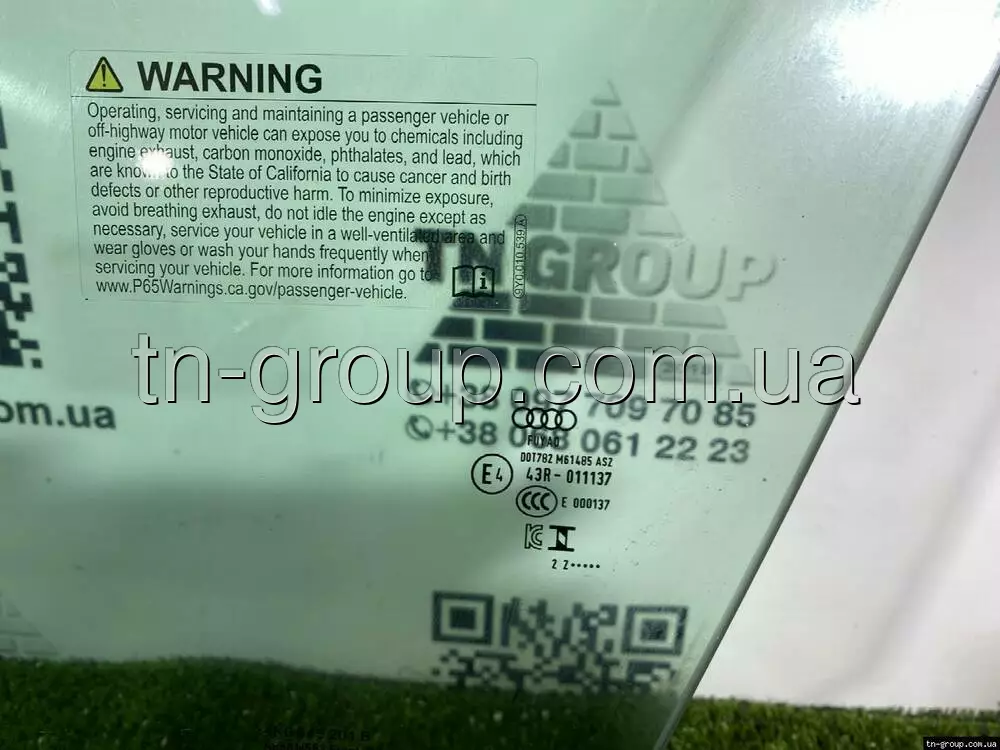 WARNING
Operating, servicing and maintaining a passenger vehicle or
off-highway motor vehicle can expose you to chemicals including
engine exhaust, carbon monoxide, phthalates, and lead, which
are known to the State of California to cause cancer and birth
defects or other reproductive harm. To minimize exposure,
avoid breathing exhaust, do not idle the engine except as
necessary, service your vehicle in a well-ventilated area and
wear gloves or wash your hands frequently when
servicing your vehicle. For more information go to
www.P65Warnings.ca.gov/passenger-vehicle.
9Y0.010.539.A
TN GROUP
tn-group.com.ua
om.ua
709 70 85
+38 068 061 22 23
FUYAO
DOT782 M61485 AS2
E4 43R-011137
CCC E 000137
2 Z•••••
tn-group.com.ua